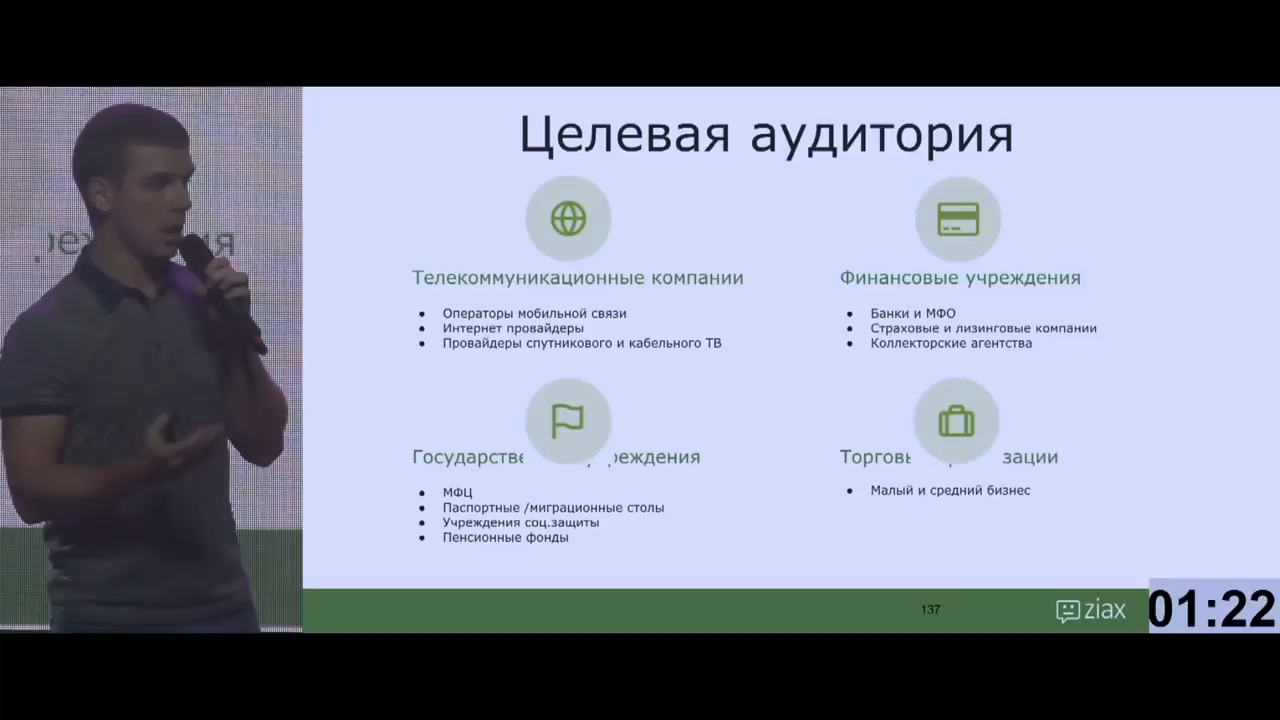 Целевая аудитория
Телекоммуникационные компании
Операторы мобильной связи
Интернет провайдеры
Провайдеры спутникового и кабельного ТВ
Финансовые учреждения
Банки и МФО
Страховые и лизинговые компании
Коллекторские агентства
МФЦ
Паспортные /миграционные столы
Учреждения соц.защиты
Пенсионные фонды
Малый и средний бизнес
137
ziax
01:22